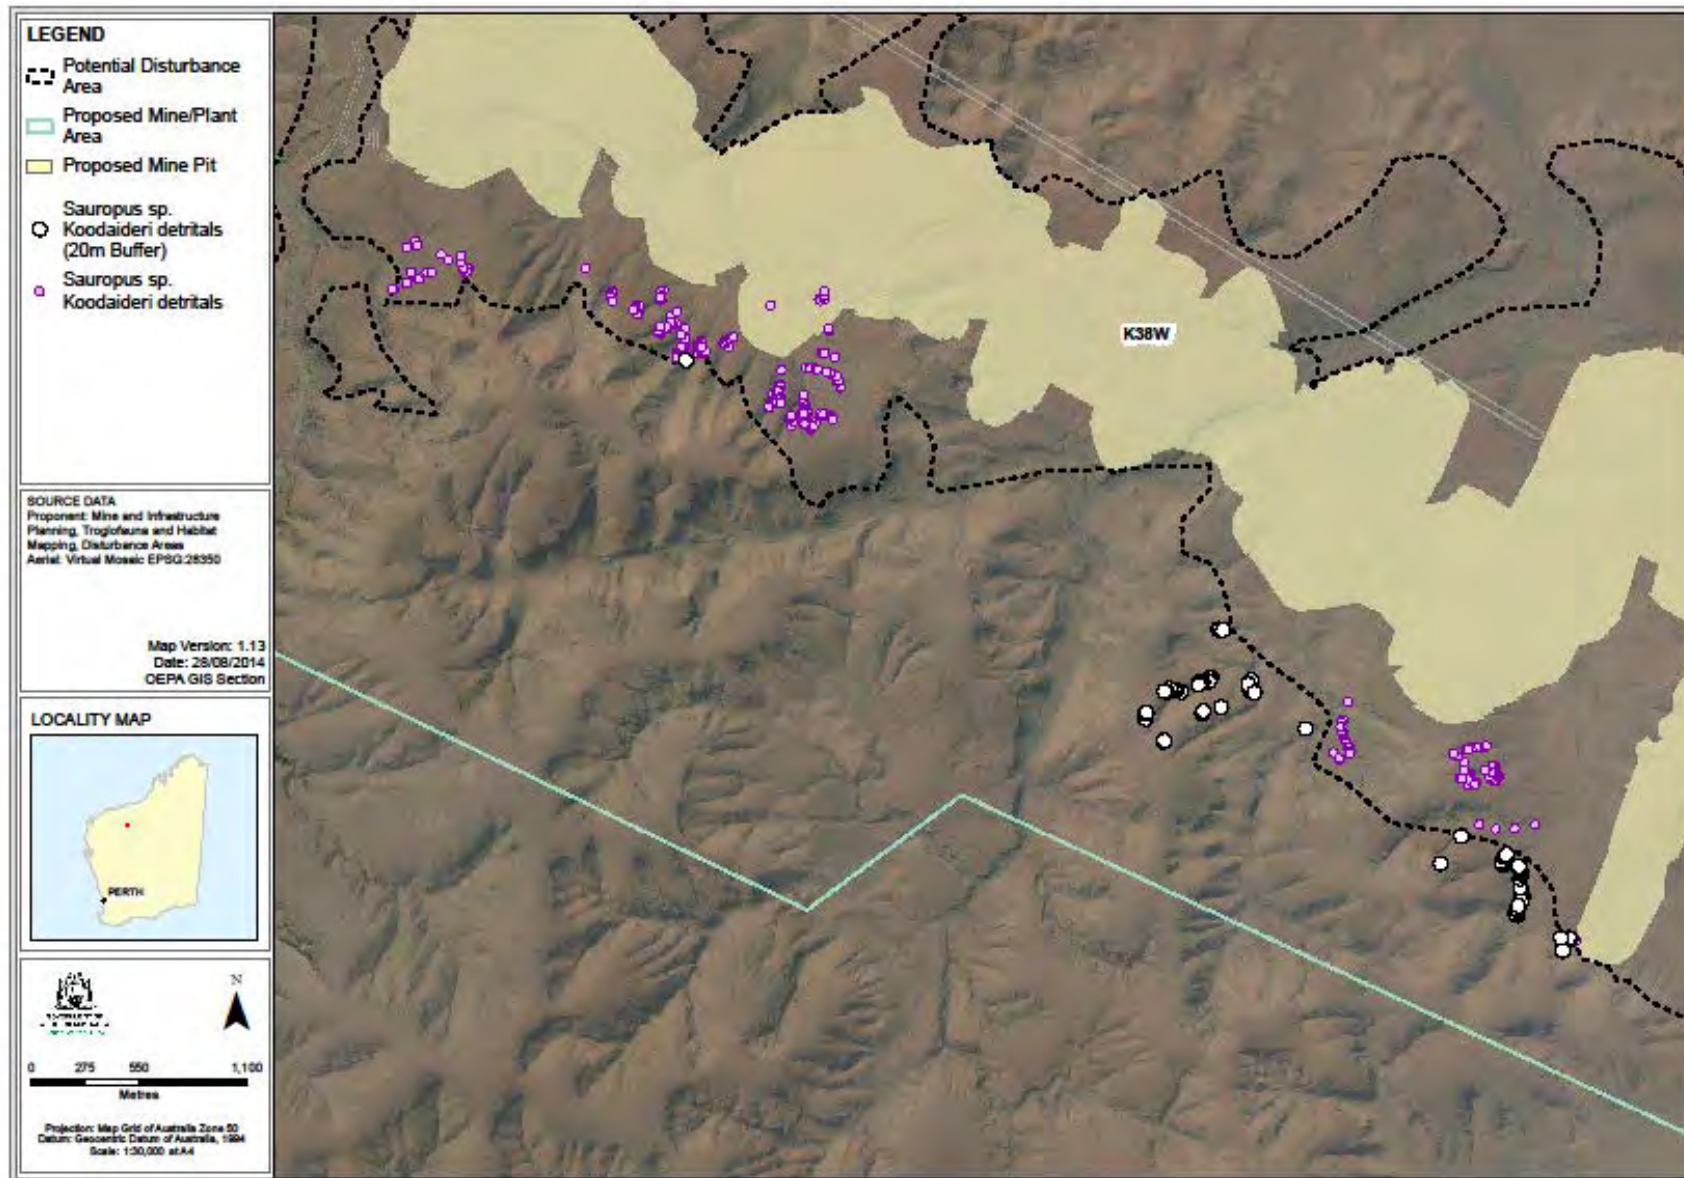 LEGEND
Potential Disturbance
Area
Proposed Mine/Plant
Area
Proposed Mine Pit
Sauropus sp.
Koodaideri detritals
(20m Buffer)
Sauropus sp.
Koodaideri detritals
K38W
SOURCE DATA
Proponent: Mine and Infrastructure
Planning, Troglofauna and Habitat
Mapping, Disturbance Areas
Aerial: Virtual Mosaic EPSG:28350
Map Version: 1.13
Date: 28/08/2014
OEPA GIS Section
LOCALITY MAP
PERTH
N
0 275 550 1,100
Metres
Projection: Map Grid of Australia Zone 50
Datum: Geocentric Datum of Australia, 1994
Scale: 1:30,000 at A4